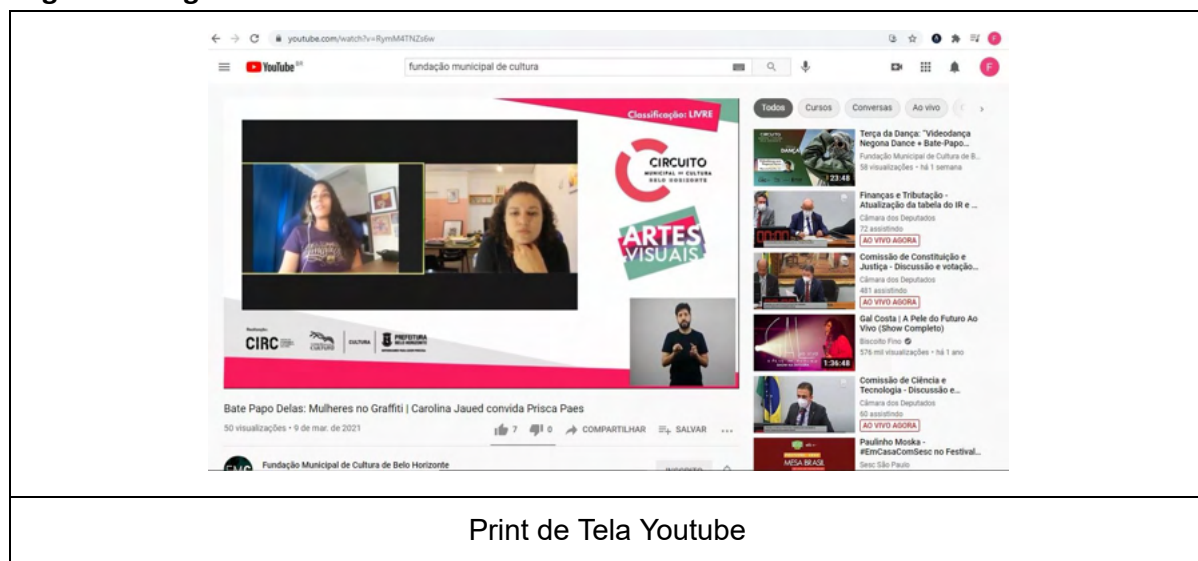 youtube.com/watch?v=RymM4TNZs6w
F
YouTube BR
fundação municipal de cultura
F
Classificação: LIVRE
CIRCUITO
MUNICIPAL DE CULTURA
BELO HORIZONTE
ARTES
VISUAIS
Realização:
CIRC
CULTURA
PREFEITURA
BELO HORIZONTE
Bate Papo Delas: Mulheres no Graffiti | Carolina Jaued convida Prisca Paes
50 visualizações • 9 de mar. de 2021
7 0 COMPARTILHAR SALVAR ...
FMC
Fundação Municipal de Cultura de Belo Horizonte
INSCRITO
Todos Cursos Conversas Ao vivo
DANÇA
23:48
Terça da Dança: "Videodança
Negona Dance + Bate-Papo...
Fundação Municipal de Cultura de B...
58 visualizações • há 1 semana
Finanças e Tributação -
Atualização da tabela do IR e ...
Câmara dos Deputados
72 assistindo
AO VIVO AGORA
Comissão de Constituição e
Justiça - Discussão e votação...
Câmara dos Deputados
481 assistindo
AO VIVO AGORA
1:36:48
Gal Costa | A Pele do Futuro Ao
Vivo (Show Completo)
Biscoito Fino
576 mil visualizações • há 1 ano
Comissão de Ciência e
Tecnologia - Discussão e...
Câmara dos Deputados
60 assistindo
AO VIVO AGORA
MESA BRASIL
Paulinho Moska -
#EmCasaComSesc no Festival...
Sesc São Paulo
Print de Tela Youtube